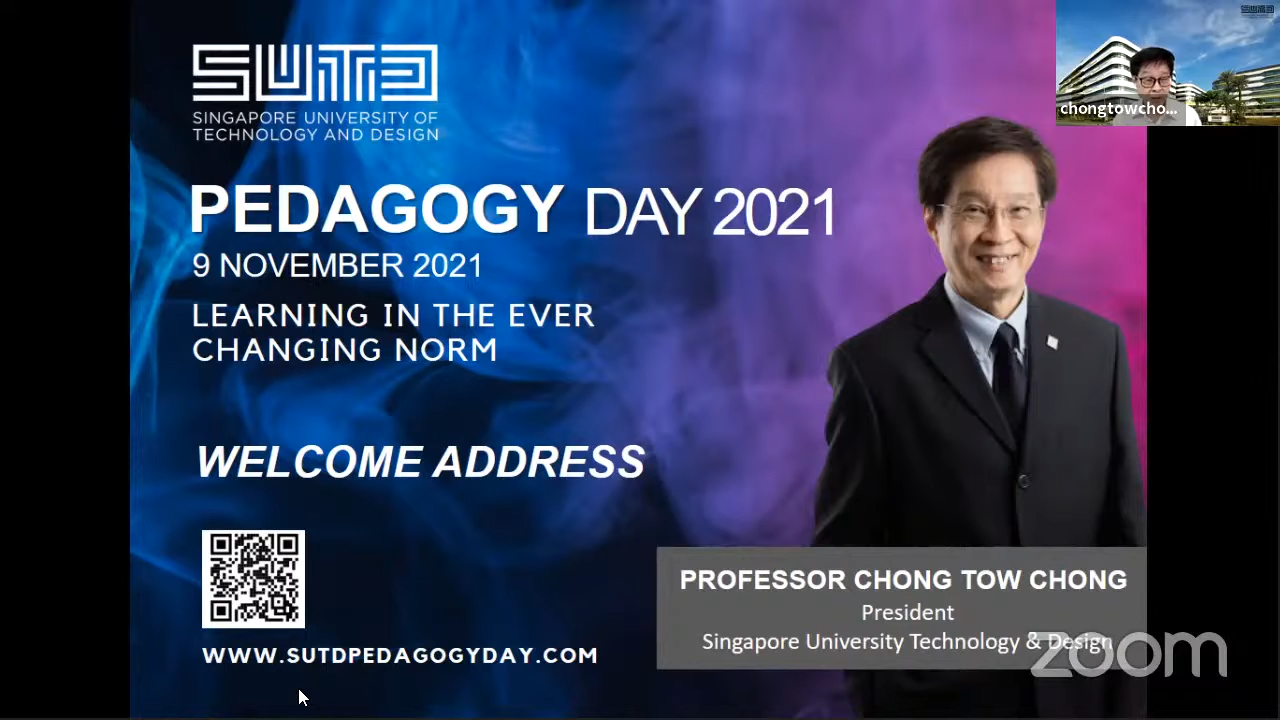 SUTD
SINGAPORE UNIVERSITY OF
TECHNOLOGY AND DESIGN
PEDAGOGY DAY 2021
9 NOVEMBER 2021
LEARNING IN THE EVER
CHANGING NORM
WELCOME ADDRESS
WWW.SUTDPEDAGOGYDAY.COM
chongtowcho...
PROFESSOR CHONG TOW CHONG
President
Singapore University Technology & Design
zoom